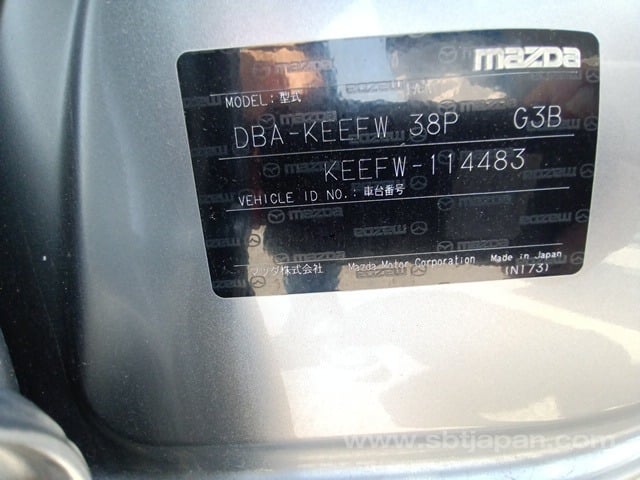 mazda
MODEL: 型式
DBA-KEEFW 38P G3B
KEEFW-114483
VEHICLE ID NO.: 車台番号
マツダ株式会社 Mazda Motor Corporation Made in Japan
(N173)
www.sbtjapan.com